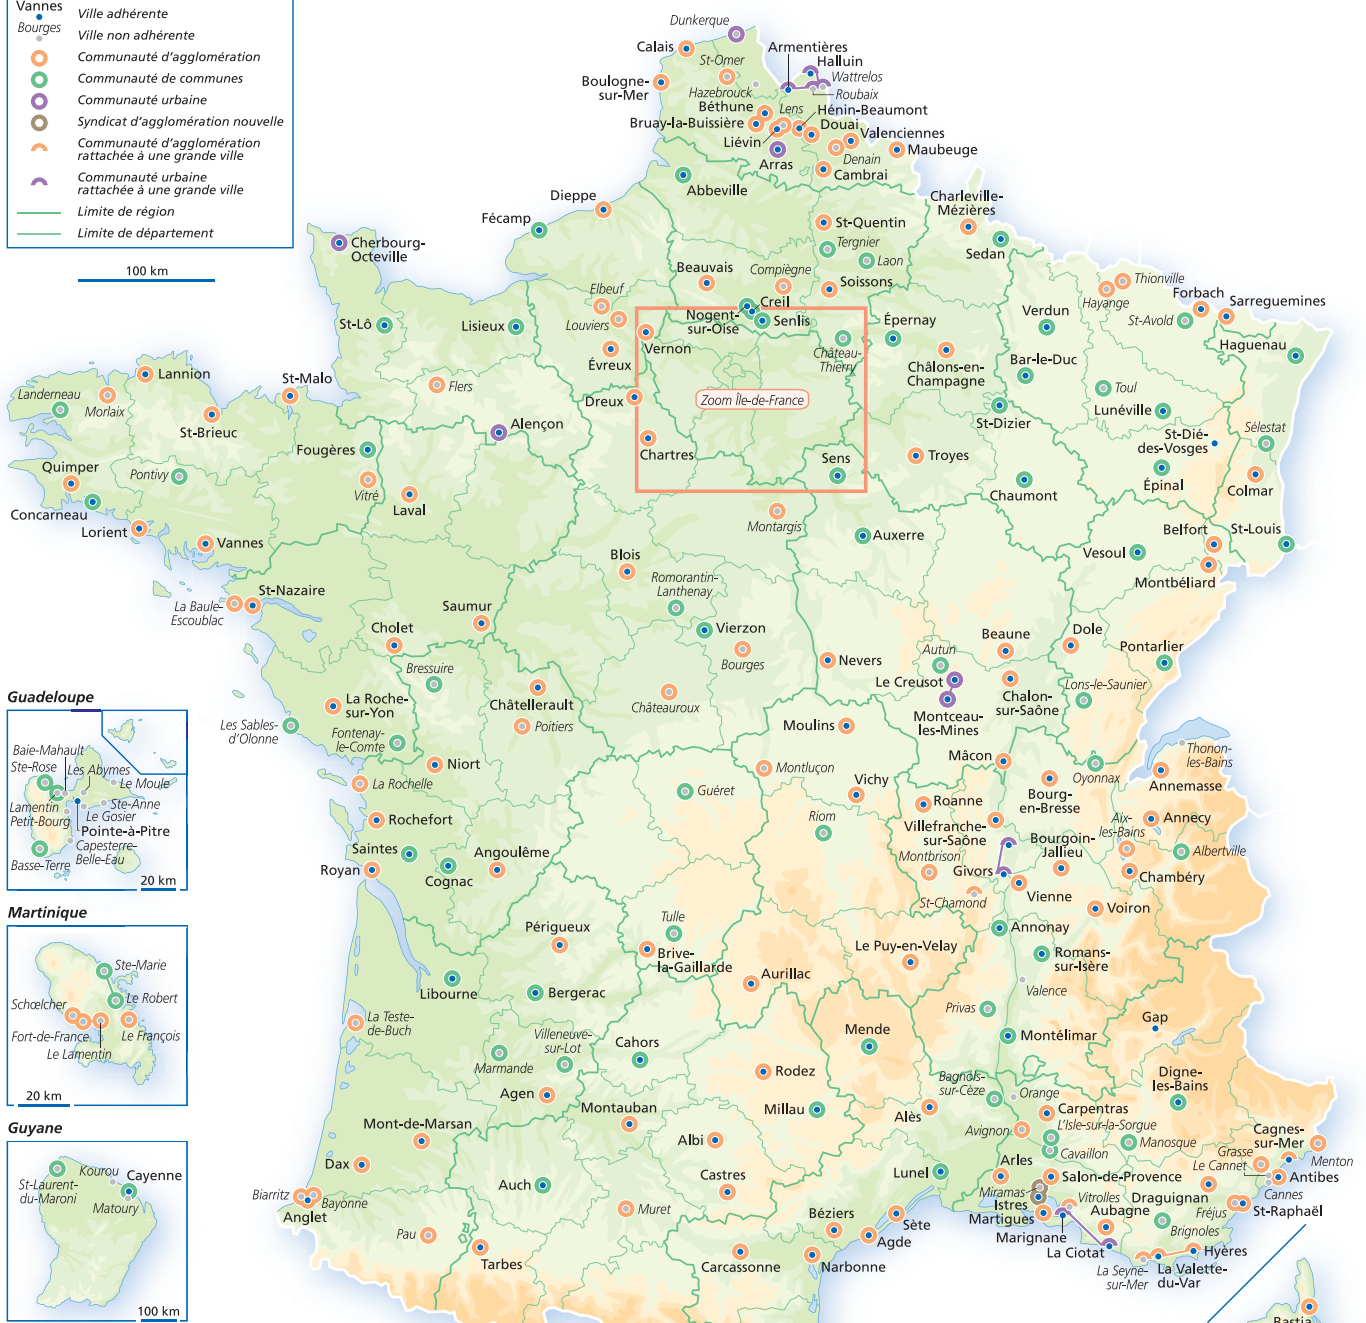 Vannes
Ville adhérente
Bourges
Ville non adhérente
Communauté d'agglomération
Communauté de communes
Communauté urbaine
Syndicat d'agglomération nouvelle
Communauté d'agglomération
rattachée à une grande ville
Communauté urbaine
rattachée à une grande ville
Limite de région
Limite de département
100 km
Dunkerque
Calais
St-Omer
Armentières
Halluin
Wattrelos
Roubaix
Boulogne-
sur-Mer
Hazebrouck
Béthune
Lens
Hénin-Beaumont
Bruay-la-Buissière
Douai
Liévin
Valenciennes
Arras
Denain
Maubeuge
Cambrai
Abbeville
Dieppe
Fécamp
Charleville-
Mézières
St-Quentin
Tergnier
Laon
Sedan
Cherbourg-
Octeville
Beauvais
Compiègne
Soissons
Elbeuf
Louviers
Creil
Nogent-
sur-Oise
Senlis
Thionville
Hayange
Forbach
Sarreguemines
St-Avold
St-Lô
Lisieux
Vernon
Évreux
Château-
Thierry
Épernay
Verdun
Haguenau
Châlons-en-
Champagne
Bar-le-Duc
Lannion
St-Malo
Flers
Landerneau
Morlaix
St-Brieuc
Dreux
Zoom Île-de-France
Toul
Lunéville
St-Dizier
Alençon
Fougères
Chartres
Sens
Troyes
St-Dié-
des-Vosges
Sélestat
Quimper
Pontivy
Vitré
Laval
Chaumont
Épinal
Colmar
Concarneau
Lorient
Montargis
Vannes
Auxerre
Belfort
St-Louis
Vesoul
Montbéliard
Blois
Romorantin-
Lanthenay
St-Nazaire
La Baule-
Escoublac
Saumur
Cholet
Vierzon
Bourges
Nevers
Beaune
Dole
Autun
Pontarlier
Le Creusot
Bressuire
Châtellerault
Châteauroux
Chalon-
sur-Saône
Lons-le-Saunier
La Roche-
sur-Yon
Poitiers
Montceau-
les-Mines
Moulins
Les Sables-
d'Olonne
Fontenay-
le-Comte
Mâcon
Thonon-
les-Bains
Niort
Montluçon
Oyonnax
Annemasse
La Rochelle
Guéret
Vichy
Bourg-
en-Bresse
Roanne
Rochefort
Riom
Villefranche-
sur-Saône
Bourgoin-
Jallieu
Aix-
les-Bains
Annecy
Saintes
Angoulême
Montbrison
Albertville
Royan
Cognac
Givors
Chambéry
St-Chamond
Vienne
Voiron
Tulle
Périgueux
Annonay
Brive-
la-Gaillarde
Le Puy-en-Velay
Romans-
sur-Isère
Aurillac
Valence
Libourne
Bergerac
Privas
La Teste-
de-Buch
Villeneuve-
sur-Lot
Mende
Montélimar
Gap
Cahors
Marmande
Rodez
Bagnols-
sur-Cèze
Digne-
les-Bains
Agen
Orange
Montauban
Millau
Alès
Carpentras
L'Isle-sur-la-Sorgue
Mont-de-Marsan
Albi
Avignon
Manosque
Cagnes-
sur-Mer
Cavaillon
Grasse
Menton
Dax
Castres
Arles
Le Cannet
Auch
Lunel
Salon-de-Provence
Antibes
Miramas
Istres
Vitrolles
Draguignan
Cannes
Biarritz
Bayonne
Anglet
Muret
Béziers
Sète
Martigues
Aubagne
Fréjus
St-Raphaël
Pau
Agde
Marignane
Brignoles
La Ciotat
Hyères
Tarbes
Carcassonne
Narbonne
La Seyne-
sur-Mer
La Valette-
du-Var
Bastia
Guadeloupe
Baie-Mahault
Ste-Rose
Les Abymes
Le Moule
Lamentin
Ste-Anne
Petit-Bourg
Le Gosier
Pointe-à-Pitre
Capesterre-
Belle-Eau
Basse-Terre
20 km
Martinique
Ste-Marie
Schœlcher
Le Robert
Fort-de-France
Le François
Le Lamentin
20 km
Guyane
Kourou
Cayenne
St-Laurent-
du-Maroni
Matoury
100 km